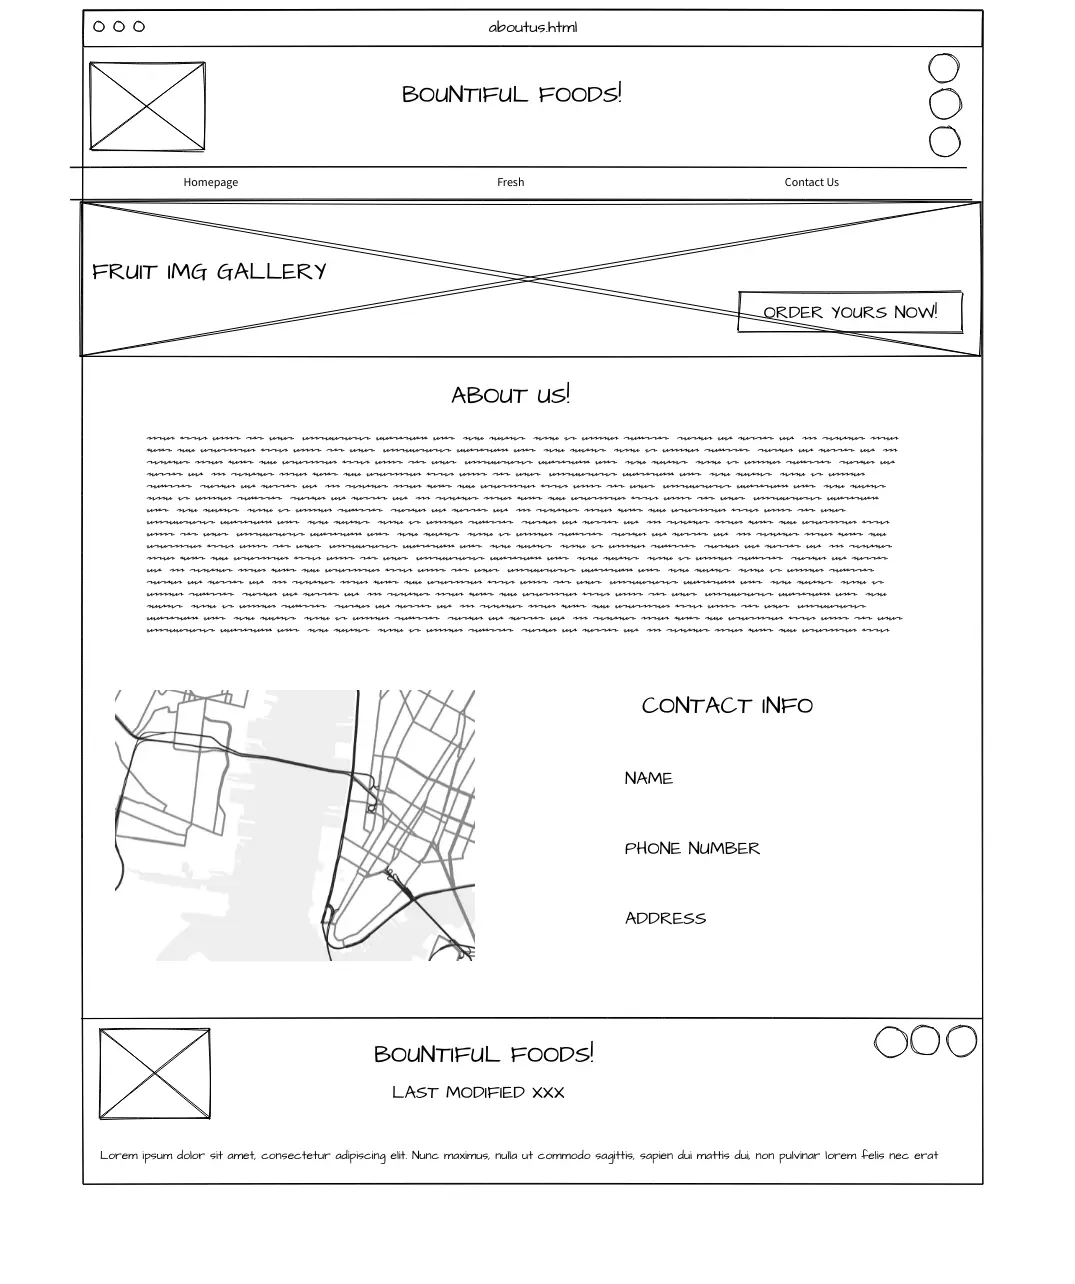 aboutus.html
BOUNTIFUL FOODS!
Homepage
Fresh
Contact Us
FRUIT IMG GALLERY
ORDER YOURS NOW!
ABOUT US!
CONTACT INFO
NAME
PHONE NUMBER
ADDRESS
BOUNTIFUL FOODS!
LAST MODIFIED XXX
Lorem ipsum dolor sit amet, consectetur adipiscing elit. Nunc maximus, nulla ut commodo sagittis, sapien dui mattis dui, non pulvinar lorem felis nec erat